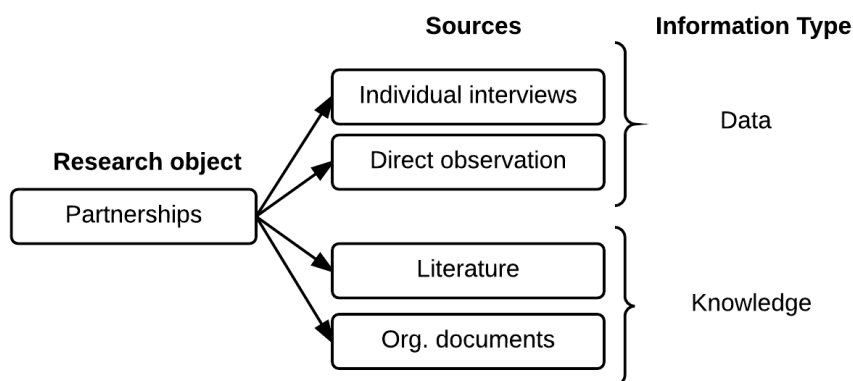 Sources
Information Type
Individual interviews
Data
Direct observation
Research object
Partnerships
Literature
Knowledge
Org. documents